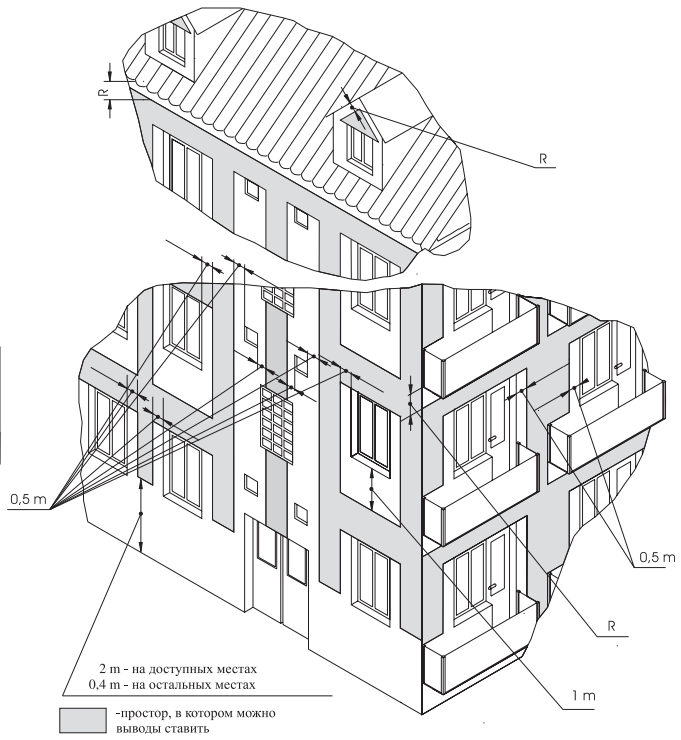 R
R
0,5 m
0,5 m
R
1 m
2 m - на доступных местах
0,4 m - на остальных местах
-простор, в котором можно
выводы ставить